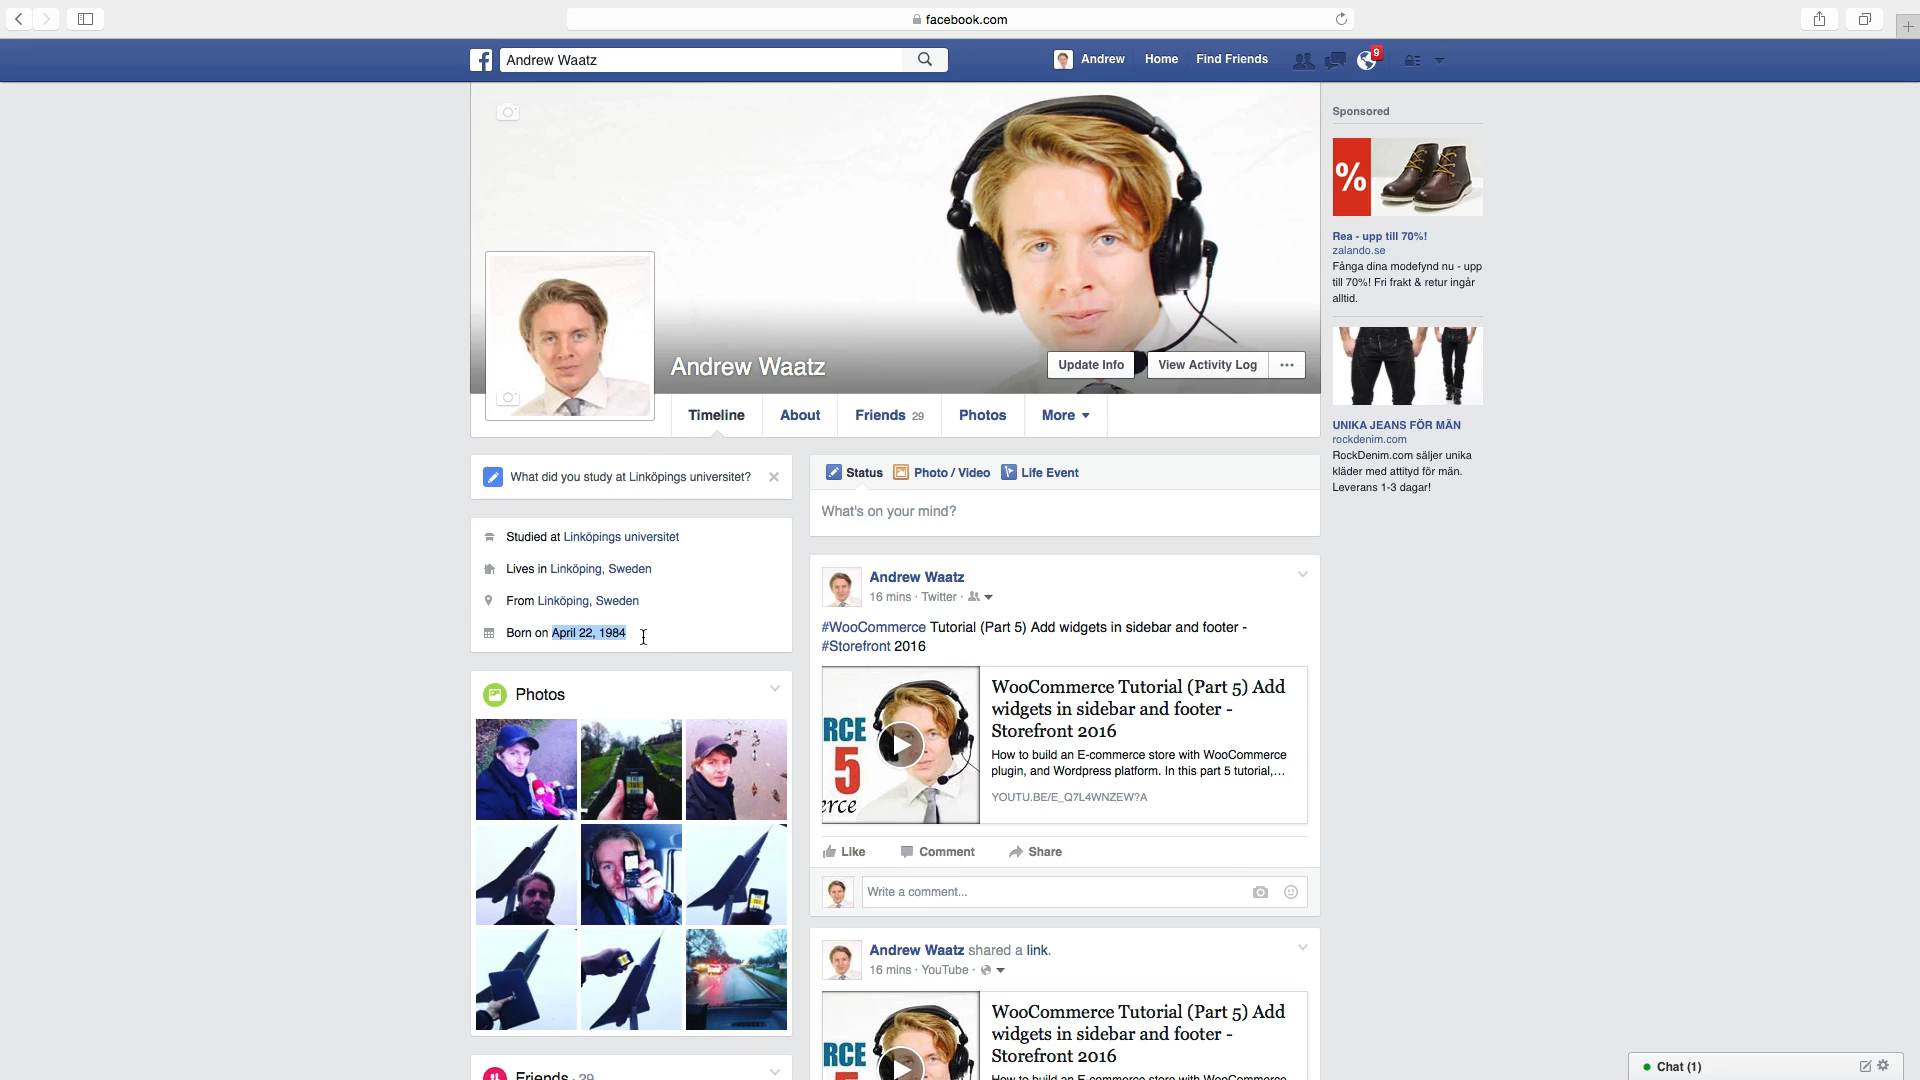 facebook.com
Andrew Waatz
Andrew
Home
Find Friends
9
Andrew Waatz
Update Info
View Activity Log
Timeline
About
Friends 29
Photos
More
Sponsored
%
Rea - upp till 70%!
zalando.se
Fånga dina modefynd nu - upp
till 70%! Fri frakt & retur ingår
alltid.
UNIKA JEANS FÖR MÄN
rockdenim.com
RockDenim.com säljer unika
kläder med attityd för män.
Leverans 1-3 dagar!
What did you study at Linköpings universitet?
Studied at Linköpings universitet
Lives in Linköping, Sweden
From Linköping, Sweden
Born on April 22, 1984
Photos
Friends · 29
Status
Photo / Video
Life Event
What's on your mind?
Andrew Waatz
16 mins · Twitter ·
#WooCommerce Tutorial (Part 5) Add widgets in sidebar and footer -
#Storefront 2016
RCE
5
erce
WooCommerce Tutorial (Part 5) Add
widgets in sidebar and footer -
Storefront 2016
How to build an E-commerce store with WooCommerce
plugin, and Wordpress platform. In this part 5 tutorial,...
YOUTU.BE/E_Q7L4WNZEW?A
Like
Comment
Share
Write a comment...
Andrew Waatz shared a link.
16 mins · YouTube ·
RCE
WooCommerce Tutorial (Part 5) Add
widgets in sidebar and footer -
Storefront 2016
How to build an E-commerce store with WooCommerce
Chat (1)